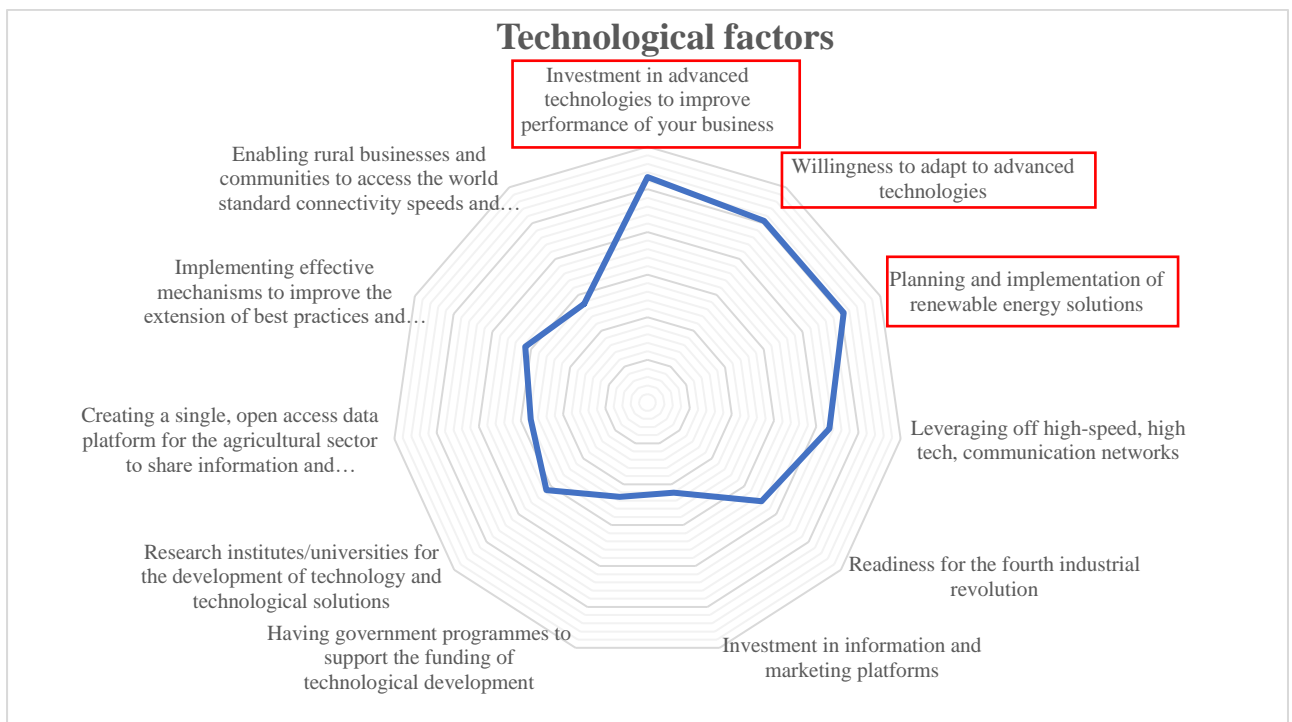 Technological factors
Investment in advanced
technologies to improve
performance of your business
Willingness to adapt to advanced
technologies
Planning and implementation of
renewable energy solutions
Leveraging off high-speed, high
tech, communication networks
Readiness for the fourth industrial
revolution
Investment in information and
marketing platforms
Having government programmes to
support the funding of
technological development
Research institutes/universities for
the development of technology and
technological solutions
Creating a single, open access data
platform for the agricultural sector
to share information and…
Implementing effective
mechanisms to improve the
extension of best practices and…
Enabling rural businesses and
communities to access the world
standard connectivity speeds and…